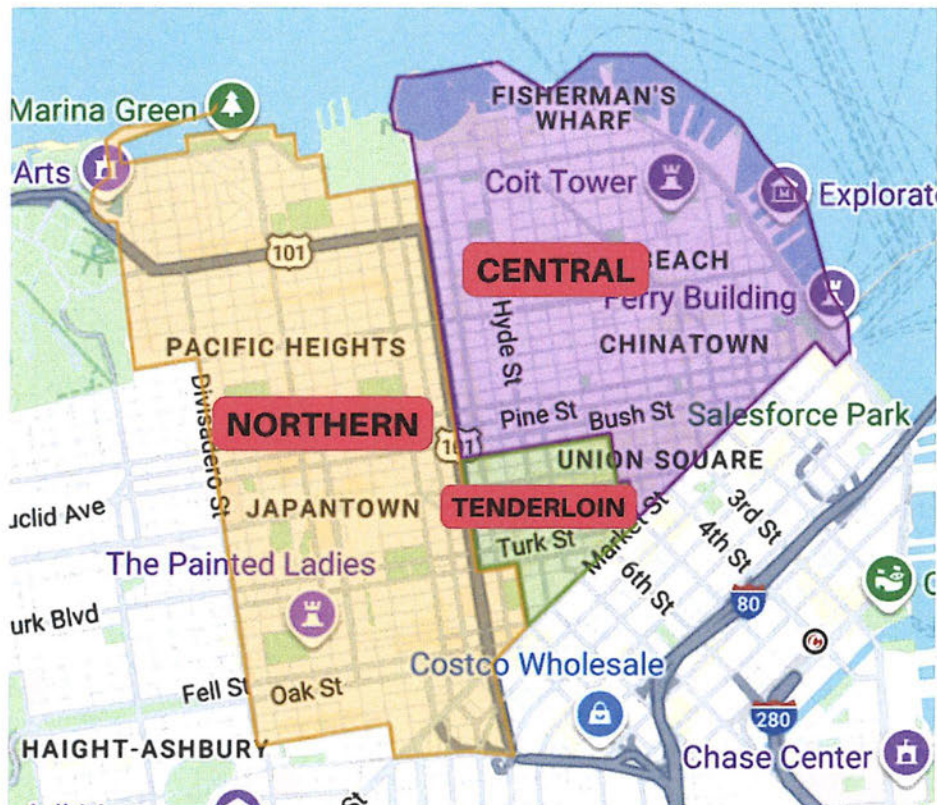 FISHERMAN'S
WHARF
Marina Green
Arts
Coit Tower
Explorat
101
CENTRAL
BEACH
Ferry Building
Hyde St
PACIFIC HEIGHTS
CHINATOWN
Divisadero St
NORTHERN
Pine St
Bush St
Salesforce Park
101
UNION SQUARE
JAPANTOWN
TENDERLOIN
uclid Ave
Turk St
Market St
3rd St
4th St
6th St
The Painted Ladies
80
urk Blvd
Costco Wholesale
Fell St
Oak St
280
HAIGHT-ASHBURY
Chase Center